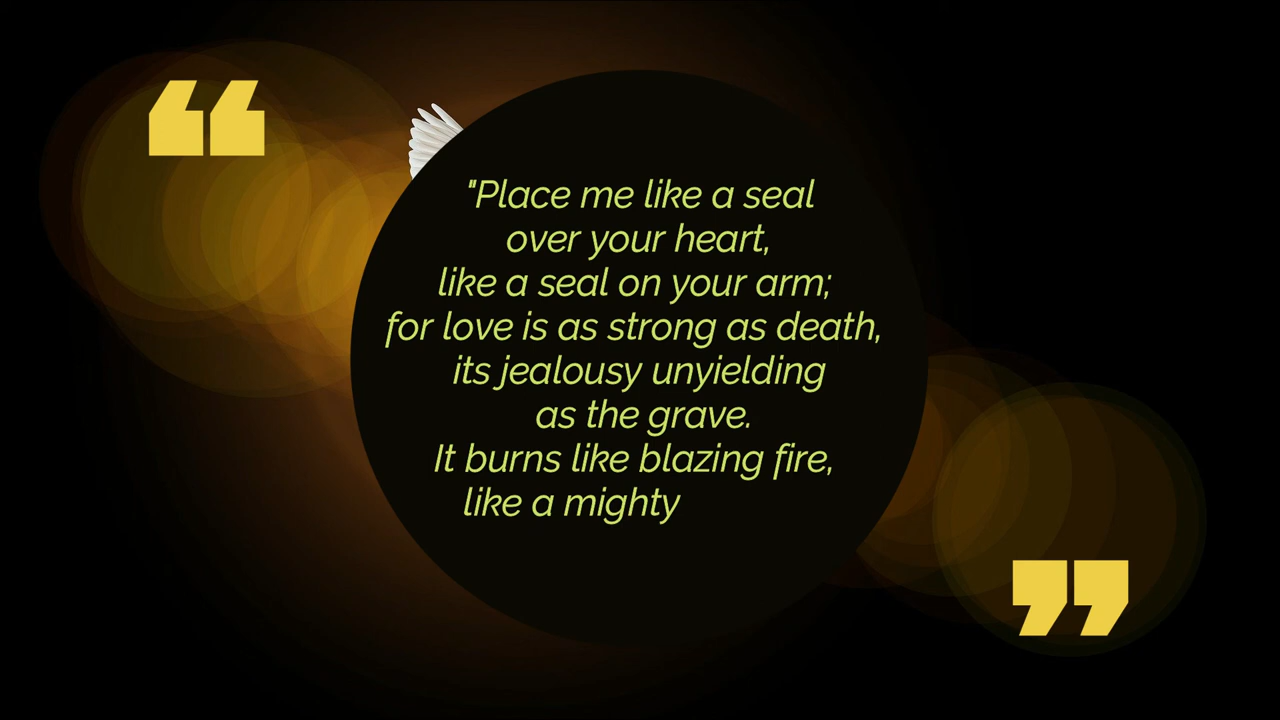 "Place me like a seal
over your heart,
like a seal on your arm;
for love is as strong as death,
its jealousy unyielding
as the grave.
It burns like blazing fire,
like a mighty